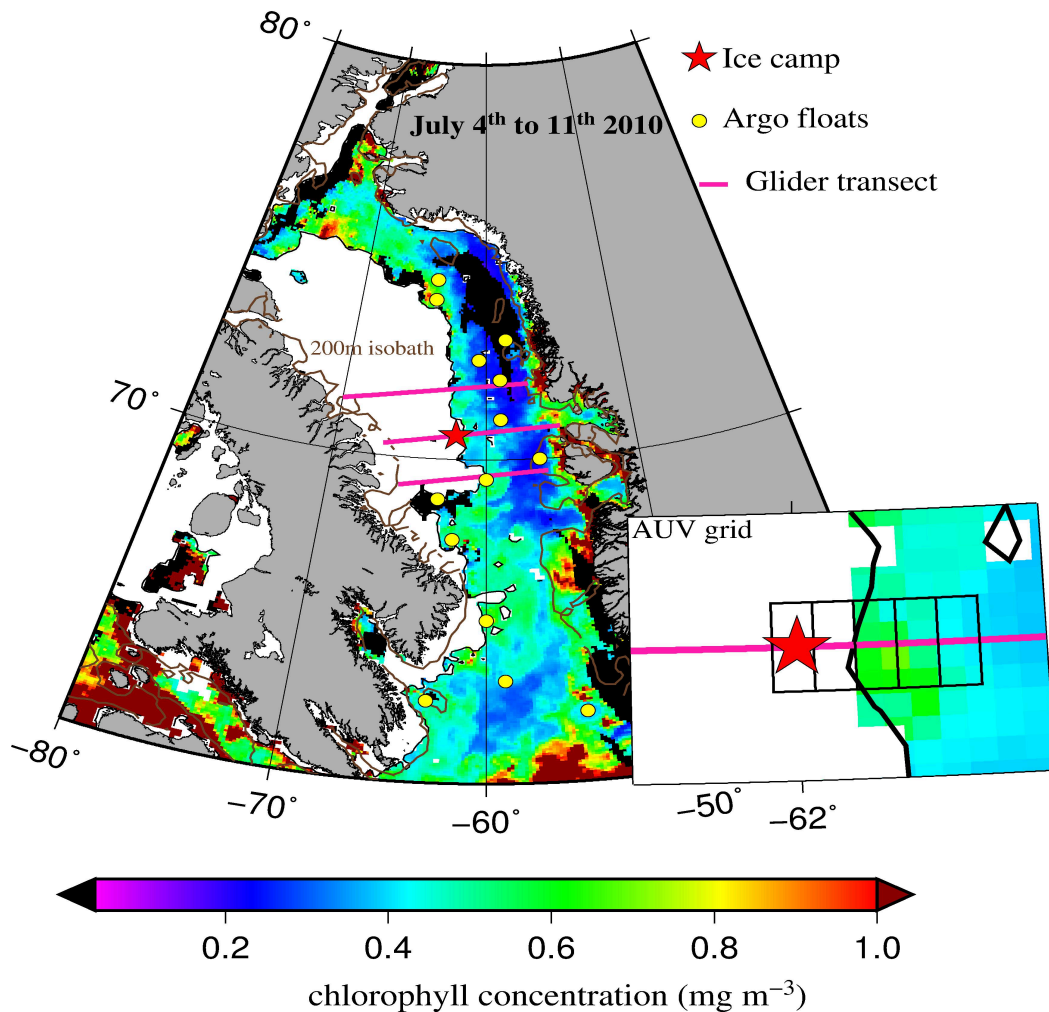 80°
Ice camp
Argo floats
July 4th to 11th 2010
Glider transect
200m isobath
70°
AUV grid
−80°
−70°
−60°
−50°
−62°
0.2 0.4 0.6 0.8 1.0
chlorophyll concentration (mg m−3)